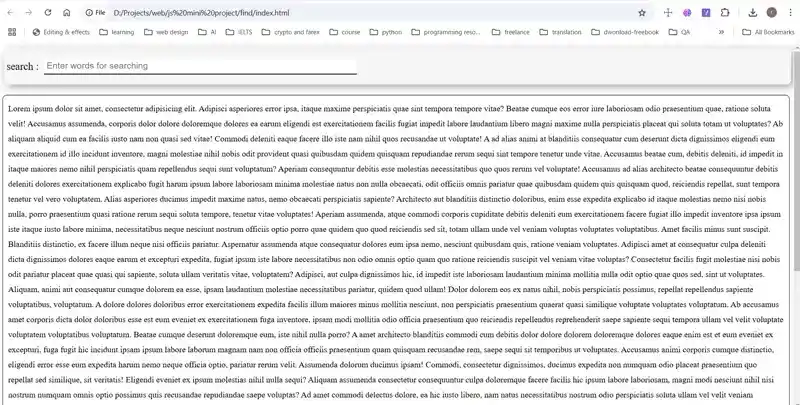 File D:/Projects/web/js%20mini%20project/find/index.html
Editing & effects learning web design AI IELTS crypto and farex course python programming reso... freelance translation dwonload-freebook QA » All Bookmarks
search : Enter words for searching
Lorem ipsum dolor sit amet, consectetur adipisicing elit. Adipisci asperiores error ipsa, itaque maxime perspiciatis quae sint tempora tempore vitae? Beatae cumque eos error iure laboriosam odio praesentium quae, ratione soluta
velit! Accusamus assumenda, corporis dolor dolore doloremque dolores ea earum eligendi est exercitationem facilis fugiat impedit labore laudantium libero magni maxime nulla perspiciatis placeat qui soluta totam ut voluptates? Ab
aliquam aliquid cum ea facilis iusto nam non quasi sed vitae! Commodi deleniti eaque facere illo iste nam nihil quos recusandae ut voluptate! A ad alias animi at blanditiis consequatur cum deserunt dicta dignissimos eligendi eum
exercitationem id illo incidunt inventore, magni molestiae nihil nobis odit provident quasi quibusdam quidem quisquam repudiandae rerum sequi sint tempore tenetur unde vitae. Accusamus beatae cum, debitis deleniti, id impedit in
itaque maiores nemo nihil perspiciatis quam repellendus sequi sunt voluptatum? Aperiam consequuntur debitis esse molestias necessitatibus quo quos rerum vel voluptate! Accusamus ad alias architecto beatae consequuntur debitis
deleniti dolores exercitationem explicabo fugit harum ipsum labore laboriosam minima molestiae natus non nulla obcaecati, odit officiis omnis pariatur quae quibusdam quidem quis quisquam quod, reiciendis repellat, sunt tempora
tenetur vel vero voluptatem. Alias asperiores ducimus impedit maxime natus, nemo obcaecati perspiciatis sapiente? Architecto aut blanditiis distinctio doloribus, enim esse expedita explicabo id itaque molestias nemo nisi nobis
nulla, porro praesentium quasi ratione rerum sequi soluta tempore, tenetur vitae voluptates! Aperiam assumenda, atque commodi corporis cupiditate debitis deleniti eum exercitationem facere fugiat illo impedit inventore ipsa ipsum
iste itaque iusto labore minima, necessitatibus neque nesciunt nostrum officiis optio porro quae quidem quo quod reiciendis sed sit, totam ullam unde vel veniam voluptas voluptates voluptatibus. Amet facilis minus sunt suscipit.
Blanditiis distinctio, ex facere illum neque nisi officiis pariatur. Aspernatur assumenda atque consequatur dolores eum ipsa nemo, nesciunt quibusdam quis, ratione veniam voluptates. Adipisci amet at consequatur culpa deleniti
dicta dignissimos dolores eaque earum et excepturi expedita, fugiat ipsum iste labore necessitatibus non odio omnis optio quam quo ratione reiciendis suscipit vel veniam vitae voluptas? Consectetur facilis fugit molestiae nisi nobis
odit pariatur placeat quae quasi qui sapiente, soluta ullam veritatis vitae, voluptatem? Adipisci, aut culpa dignissimos hic, id impedit iste laudantium minima mollitia nulla odit optio quae quos sed, sint ut voluptates.
Aliquam, animi aut consequatur cumque dolorem ea esse, ipsam laudantium molestiae necessitatibus pariatur, quidem quod ullam! Dolor dolorem eos ex natus nihil, nobis perspiciatis possimus, repellat repellendus sapiente
voluptatibus, voluptatum. A dolore dolores doloribus error exercitationem expedita facilis illum maiores minus mollitia nesciunt, non perspiciatis praesentium quaerat quasi similique voluptate voluptates voluptatum. Ab accusamus
amet corporis dicta dolor doloribus esse est eum eveniet ex exercitationem fuga inventore, ipsam modi mollitia odio officia praesentium quo reiciendis repellendus reprehenderit saepe sapiente sequi tempora ullam vel velit voluptate
voluptatem voluptatibus voluptatum. Beatae cumque deserunt doloremque eum, iste nihil nulla porro? A amet architecto blanditiis commodi cum debitis dolor dolore dolorem doloremque dolores eaque enim est et eum eveniet ex
excepturi, fuga fugit hic incidunt ipsam ipsum labore laborum magnam nam non officia officiis praesentium quam quisquam recusandae rem, saepe sequi sit temporibus ut voluptates. Accusamus animi corporis cumque distinctio,
eligendi error esse eum expedita harum nemo neque officia optio, pariatur rerum velit. Assumenda dolorum ducimus ipsam! Commodi, consectetur dignissimos, ducimus expedita non numquam odio placeat praesentium quo
repellat sed similique, sit veritatis! Eligendi eveniet ex ipsum molestias nihil nulla sequi? Aliquam assumenda consectetur consequuntur culpa doloremque facere facilis hic ipsum labore laboriosam, magni modi nesciunt nihil nisi
nostrum numquam omnis optio possimus quis recusandae repudiandae saepe voluptas? Ad amet commodi delectus dolore, ea hic iusto libero, nam natus necessitatibus nostrum odio placeat quasi sit ullam veniam